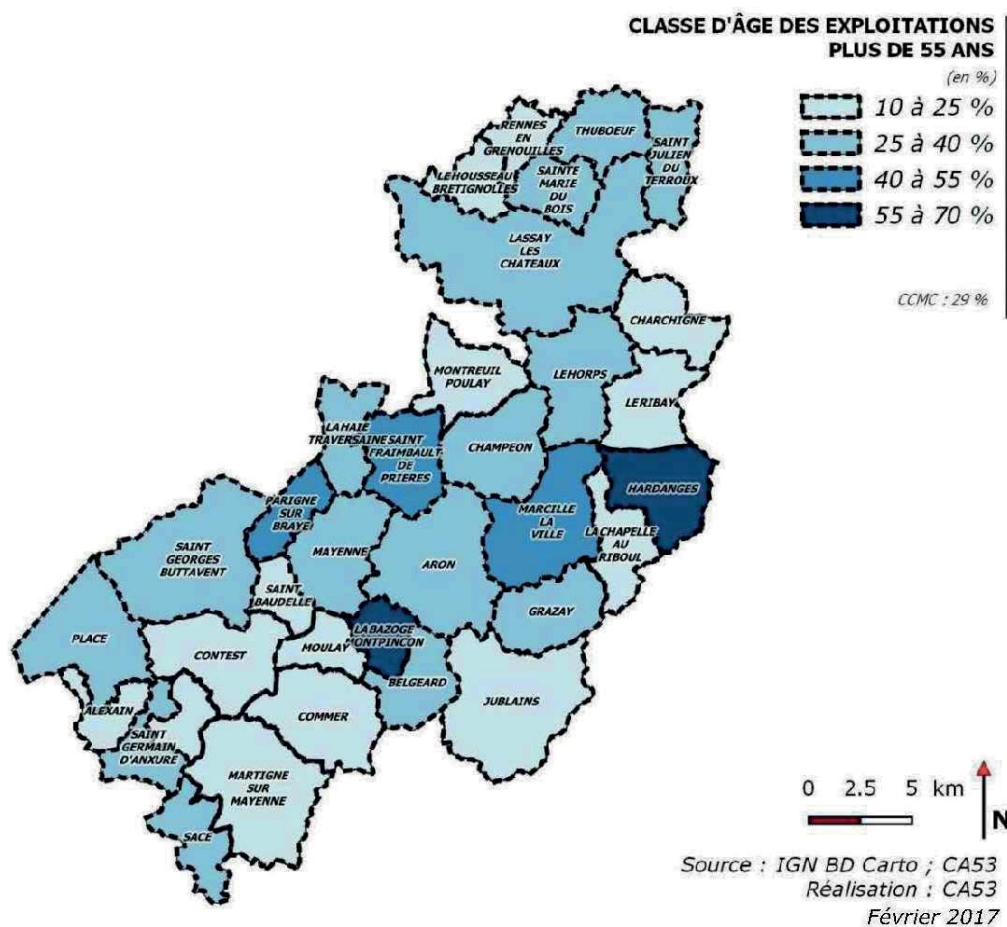 CLASSE D'ÂGE DES EXPLOITATIONS
PLUS DE 55 ANS
(en %)
10 à 25 %
25 à 40 %
40 à 55 %
55 à 70 %
CCMC : 29 %
RENNES
EN
GRENOUILLES
THUBOEUF
SAINT
JULIEN
DU
TERROUX
LEHOUSSEAU
BRETIGNOLLES
SAINTE
MARIE
DU
BOIS
LASSAY
LES
CHATEAUX
CHARCHIGNE
MONTREUIL
POULAY
LEHORPS
LERIBAY
LAHAIE
TRAVERSAINE
SAINT
FRAIMBAULT
DE
PRIERES
CHAMPEON
HARDANGES
PARIGNE
SUR
BRAYE
MARCILLE
LA
VILLE
LACHAPELLE
AU
RIBOUL
SAINT
GEORGES
BUTTAVENT
MAYENNE
ARON
SAINT
BAUDELLE
GRAZAY
PLACE
CONTEST
MOULAY
LABAZOGE
MONTPINCON
BELGEARD
JUBLAINS
ALEXAIN
COMMER
SAINT
GERMAIN
D'ANXURE
MARTIGNE
SUR
MAYENNE
SACE
0 2.5 5 km
N
Source : IGN BD Carto ; CA53
Réalisation : CA53
Février 2017